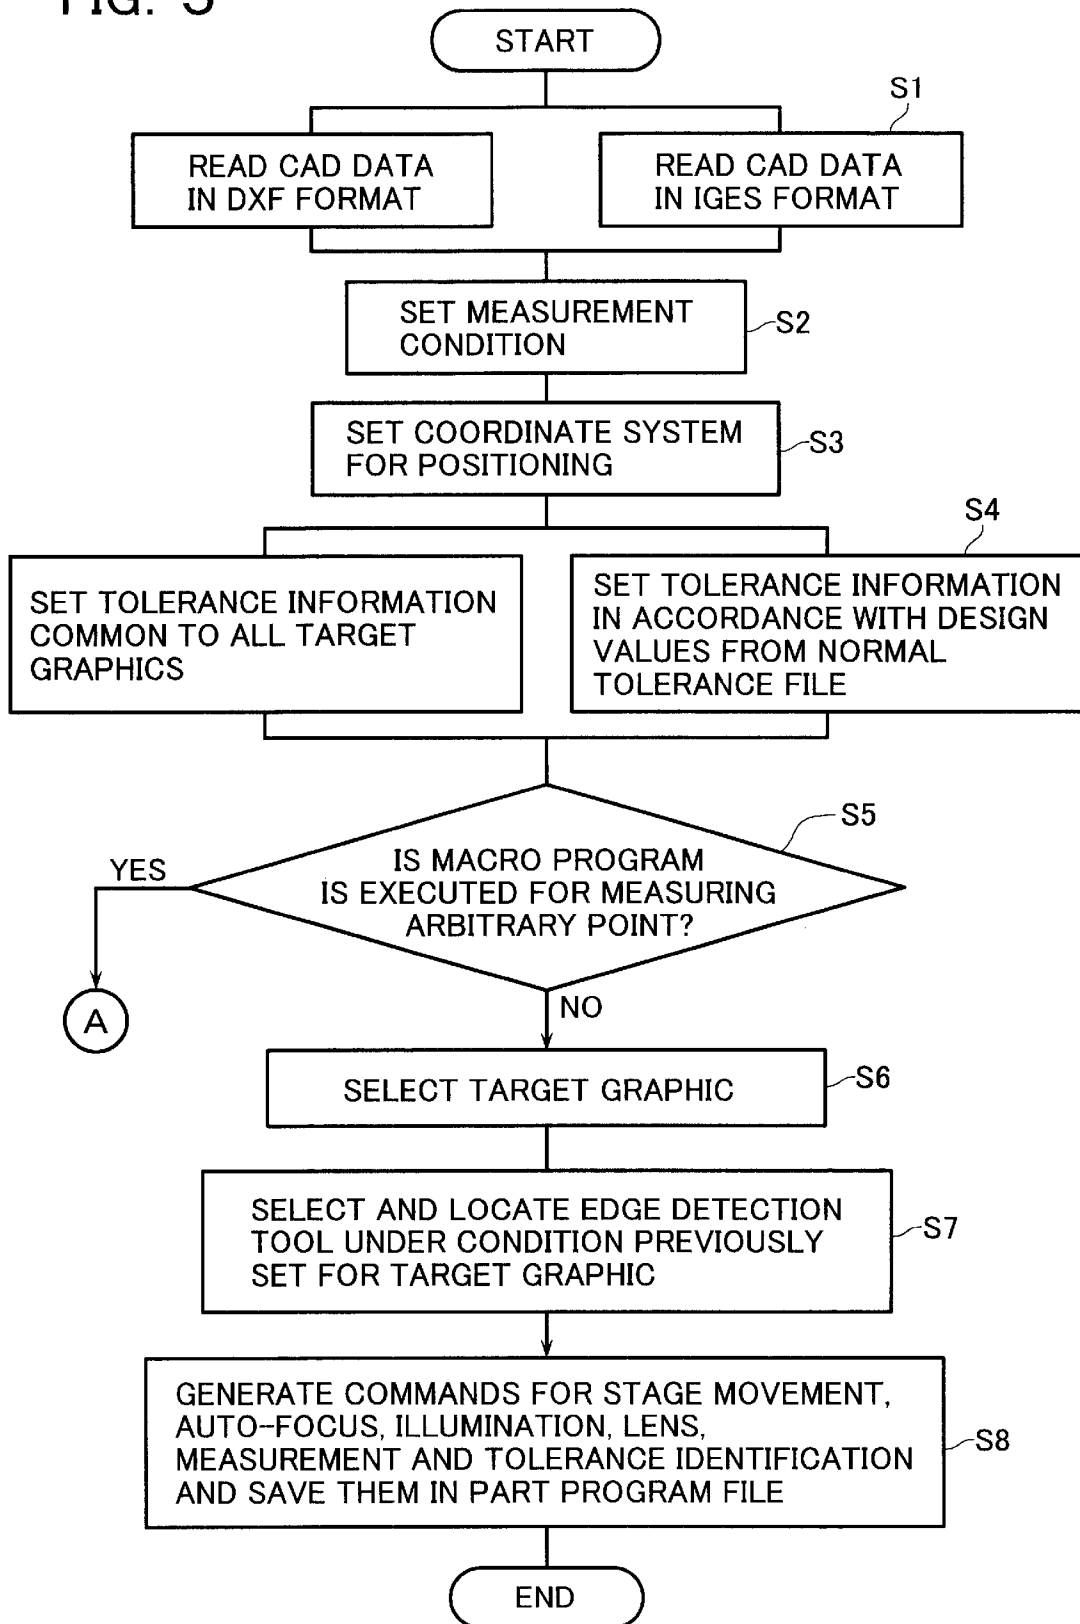 START
S1
READ CAD DATA
IN DXF FORMAT
READ CAD DATA
IN IGES FORMAT
SET MEASUREMENT
CONDITION
S2
SET COORDINATE SYSTEM
FOR POSITIONING
S3
S4
SET TOLERANCE INFORMATION
COMMON TO ALL TARGET
GRAPHICS
SET TOLERANCE INFORMATION
IN ACCORDANCE WITH DESIGN
VALUES FROM NORMAL
TOLERANCE FILE
S5
IS MACRO PROGRAM
IS EXECUTED FOR MEASURING
ARBITRARY POINT?
YES
A
NO
SELECT TARGET GRAPHIC
S6
SELECT AND LOCATE EDGE DETECTION
TOOL UNDER CONDITION PREVIOUSLY
SET FOR TARGET GRAPHIC
S7
GENERATE COMMANDS FOR STAGE MOVEMENT,
AUTO-FOCUS, ILLUMINATION, LENS,
MEASUREMENT AND TOLERANCE IDENTIFICATION
AND SAVE THEM IN PART PROGRAM FILE
S8
END